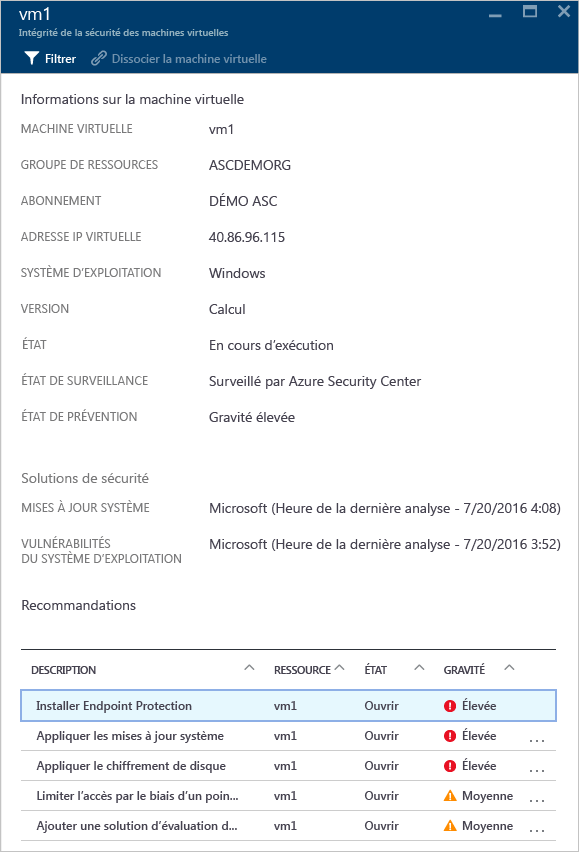 vm1
Intégrité de la sécurité des machines virtuelles
Filtrer Dissocier la machine virtuelle
Informations sur la machine virtuelle
MACHINE VIRTUELLE vm1
GROUPE DE RESSOURCES ASCDEMORG
ABONNEMENT DÉMO ASC
ADRESSE IP VIRTUELLE 40.86.96.115
SYSTÈME D'EXPLOITATION Windows
VERSION Calcul
ÉTAT En cours d'exécution
ÉTAT DE SURVEILLANCE Surveillé par Azure Security Center
ÉTAT DE PRÉVENTION Gravité élevée
Solutions de sécurité
MISES À JOUR SYSTÈME Microsoft (Heure de la dernière analyse - 7/20/2016 4:08)
VULNÉRABILITÉS Microsoft (Heure de la dernière analyse - 7/20/2016 3:52)
DU SYSTÈME D'EXPLOITATION
Recommandations
DESCRIPTION RESSOURCE ÉTAT GRAVITÉ
Installer Endpoint Protection vm1 Ouvrir Élevée
Appliquer les mises à jour système vm1 Ouvrir Élevée ...
Appliquer le chiffrement de disque vm1 Ouvrir Élevée ...
Limiter l'accès par le biais d'un poin... vm1 Ouvrir Moyenne ...
Ajouter une solution d'évaluation d... vm1 Ouvrir Moyenne ...